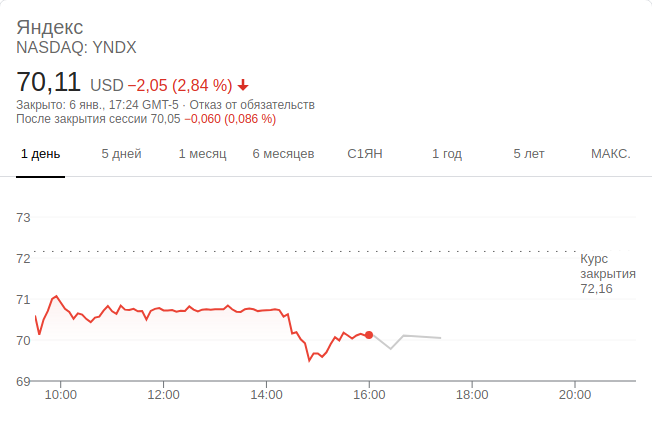 Яндекс
NASDAQ: YNDX
70,11 USD −2,05 (2,84 %)
Закрыто: 6 янв., 17:24 GMT-5 · Отказ от обязательств
После закрытия сессии 70,05 −0,060 (0,086 %)
1 день 5 дней 1 месяц 6 месяцев С1ЯН 1 год 5 лет МАКС.
73
72
71
70
69
Курс
закрытия
72,16
10:00 12:00 14:00 16:00 18:00 20:00